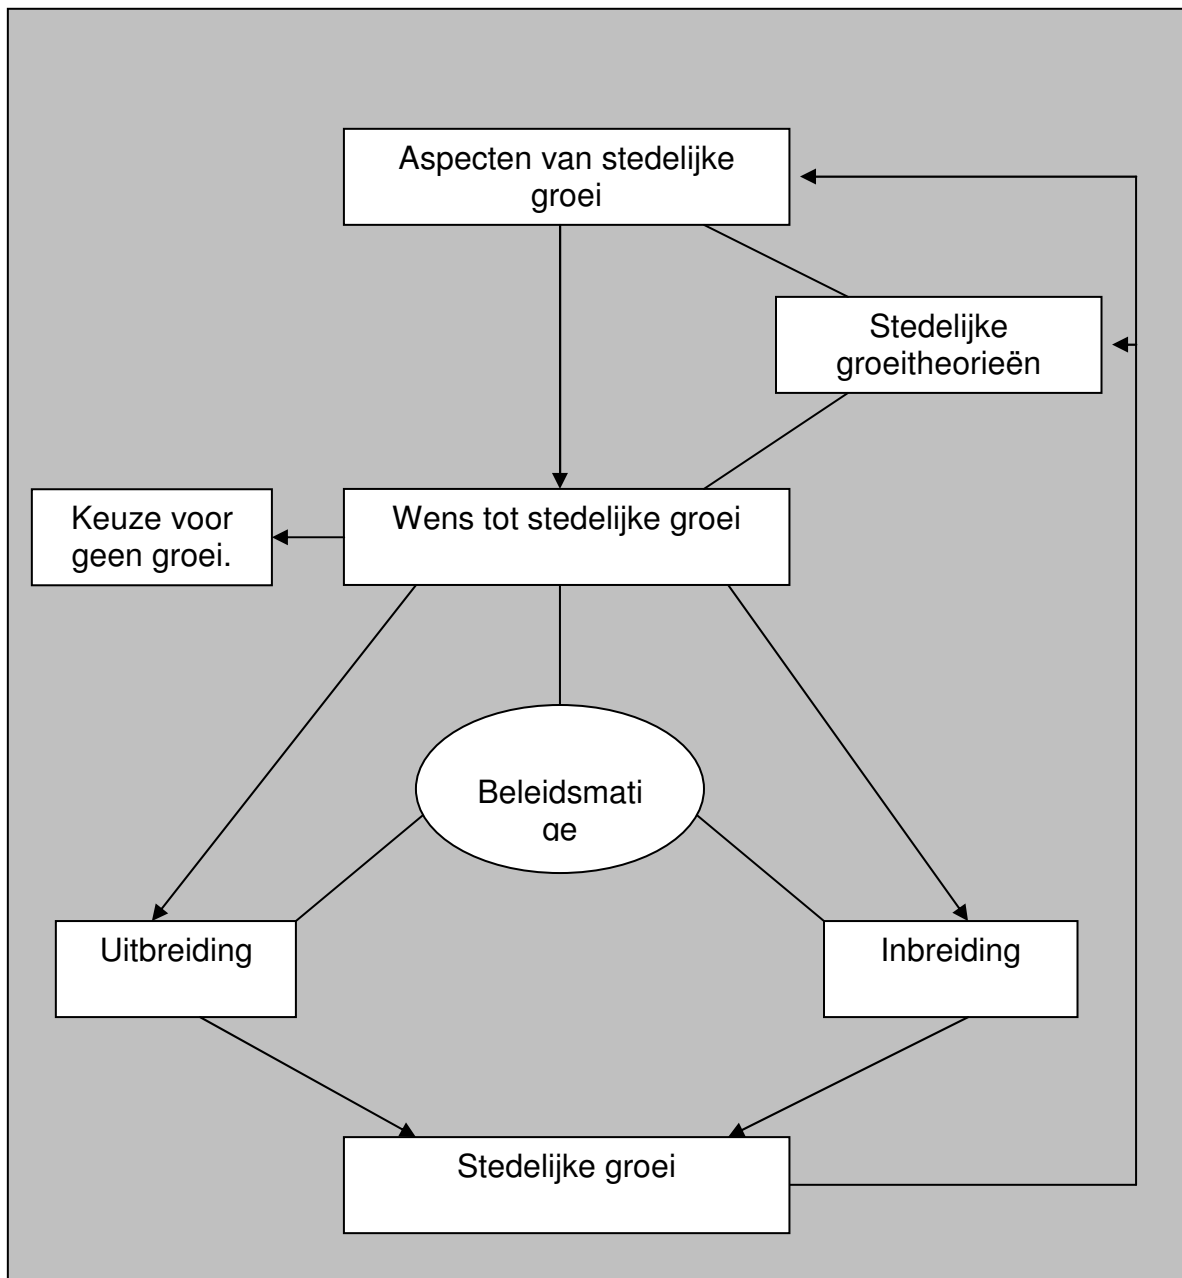 Aspecten van stedelijke
groei
Stedelijke
groeitheorieën
Keuze voor
geen groei.
Wens tot stedelijke groei
Beleidsmati
ge
Uitbreiding
Inbreiding
Stedelijke groei